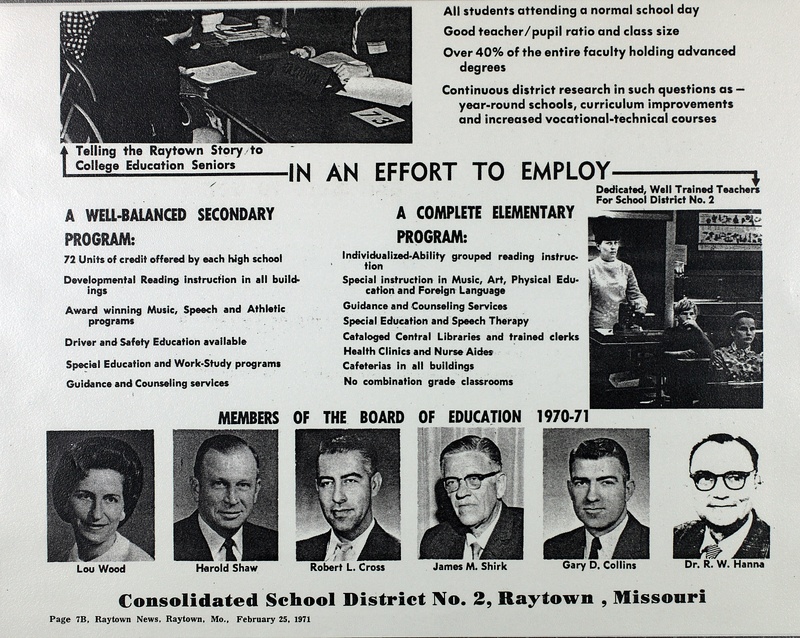 All students attending a normal school day
Good teacher/pupil ratio and class size
Over 40% of the entire faculty holding advanced
degrees
Continuous district research in such questions as –
year-round schools, curriculum improvements
and increased vocational-technical courses
73
Telling the Raytown Story to
College Education Seniors
IN AN EFFORT TO EMPLOY
Dedicated, Well Trained Teachers
For School District No. 2
A WELL-BALANCED SECONDARY
PROGRAM:
72 Units of credit offered by each high school
Developmental Reading instruction in all build-
ings
Award winning Music, Speech and Athletic
programs
Driver and Safety Education available
Special Education and Work-Study programs
Guidance and Counseling services
A COMPLETE ELEMENTARY
PROGRAM:
Individualized-Ability grouped reading instruc-
tion
Special instruction in Music, Art, Physical Edu-
cation and Foreign Language
Guidance and Counseling Services
Special Education and Speech Therapy
Cataloged Central Libraries and trained clerks
Health Clinics and Nurse Aides
Cafeterias in all buildings
No combination grade classrooms
MEMBERS OF THE BOARD OF EDUCATION 1970-71
Lou Wood
Harold Shaw
Robert L. Cross
James M. Shirk
Gary D. Collins
Dr. R. W. Hanna
Consolidated School District No. 2, Raytown , Missouri
Page 7B, Raytown News, Raytown, Mo., February 25, 1971